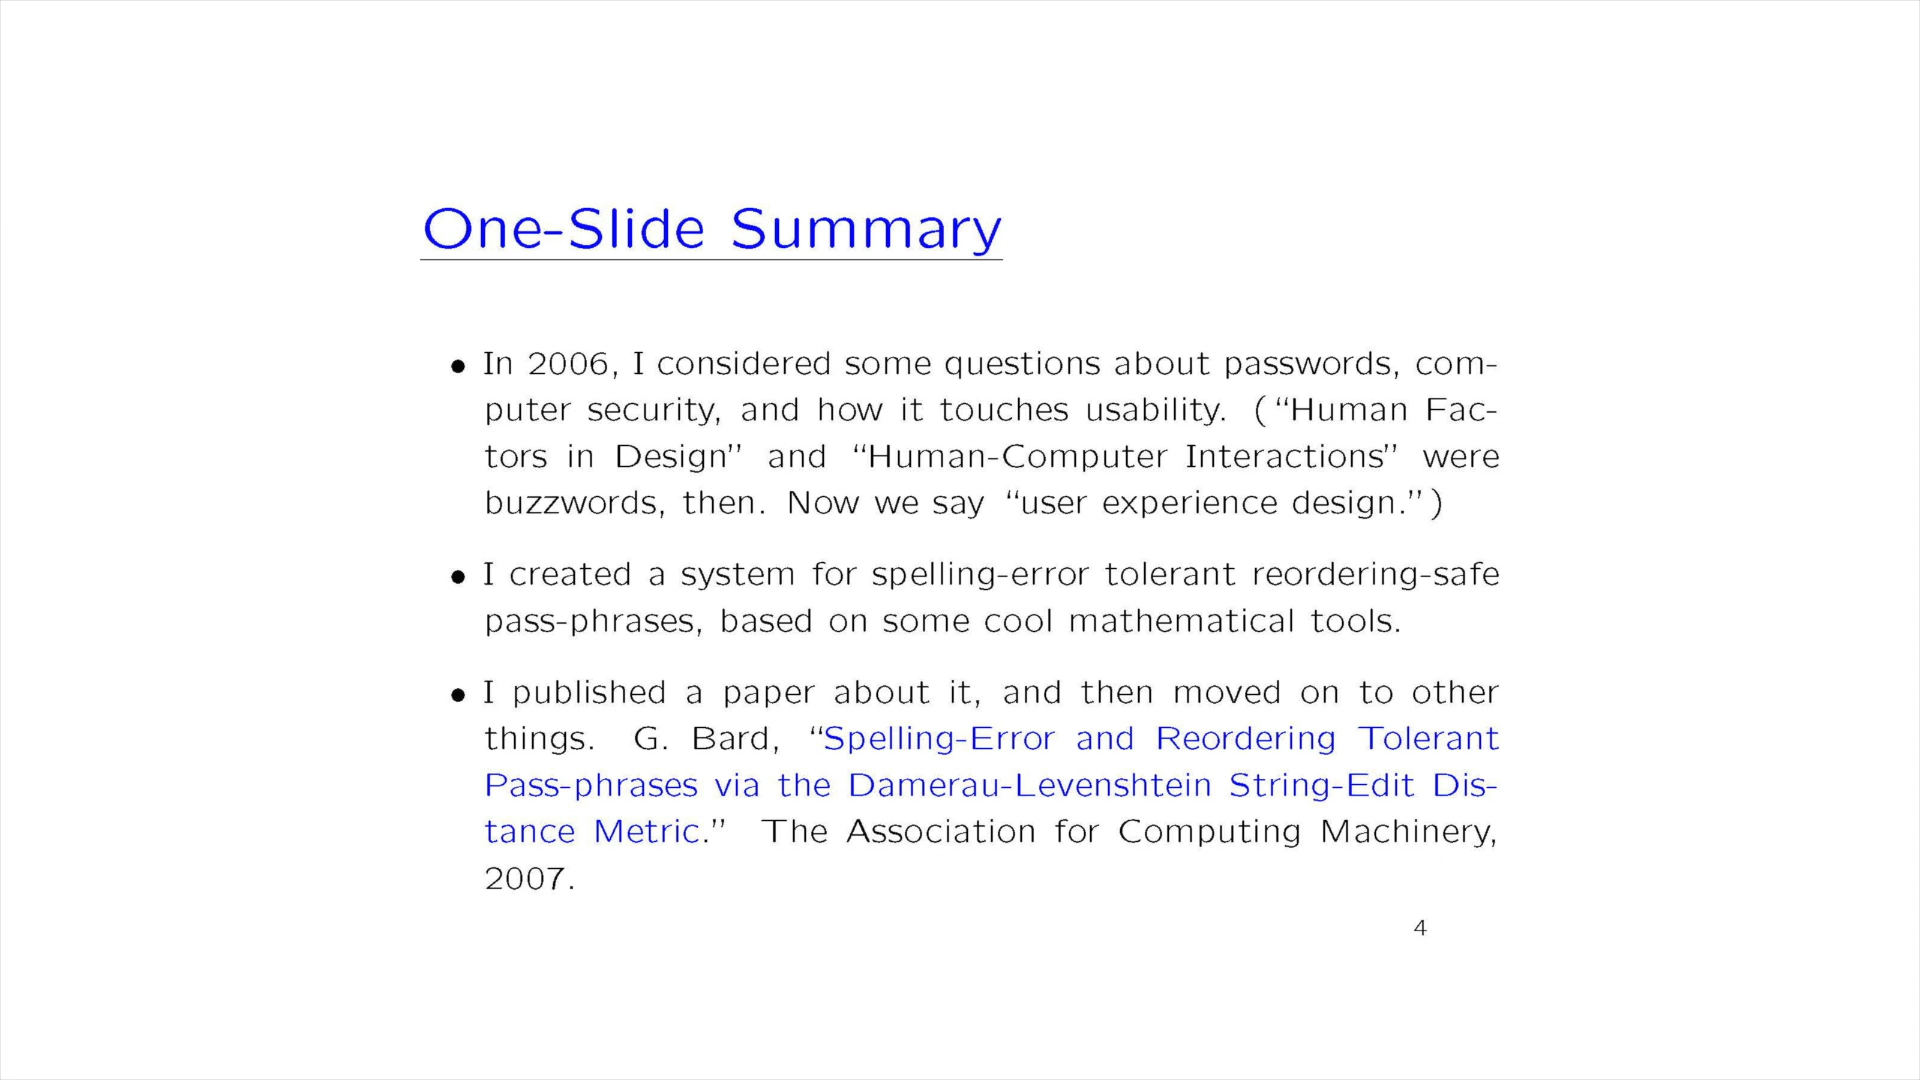 One-Slide Summary
• In 2006, I considered some questions about passwords, com-
puter security, and how it touches usability. (“Human Fac-
tors in Design” and “Human-Computer Interactions” were
buzzwords, then. Now we say “user experience design.”)
• I created a system for spelling-error tolerant reordering-safe
pass-phrases, based on some cool mathematical tools.
• I published a paper about it, and then moved on to other
things. G. Bard, “Spelling-Error and Reordering Tolerant
Pass-phrases via the Damerau-Levenshtein String-Edit Dis-
tance Metric.” The Association for Computing Machinery,
2007.
4